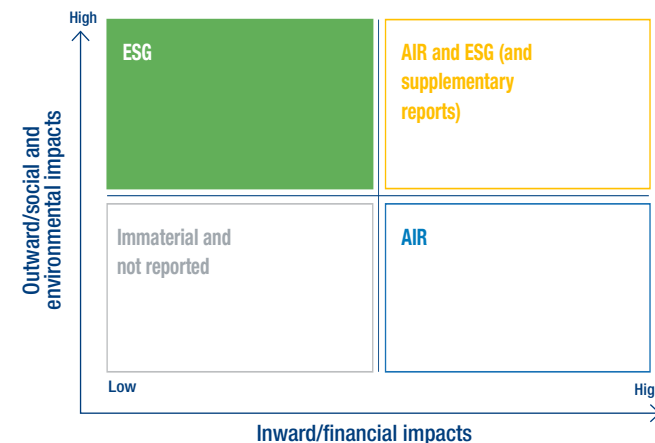 High
ESG
AIR and ESG (and
supplementary
reports)
Outward/social and
environmental impacts
Immaterial and
not reported
AIR
Low
High
Inward/financial impacts